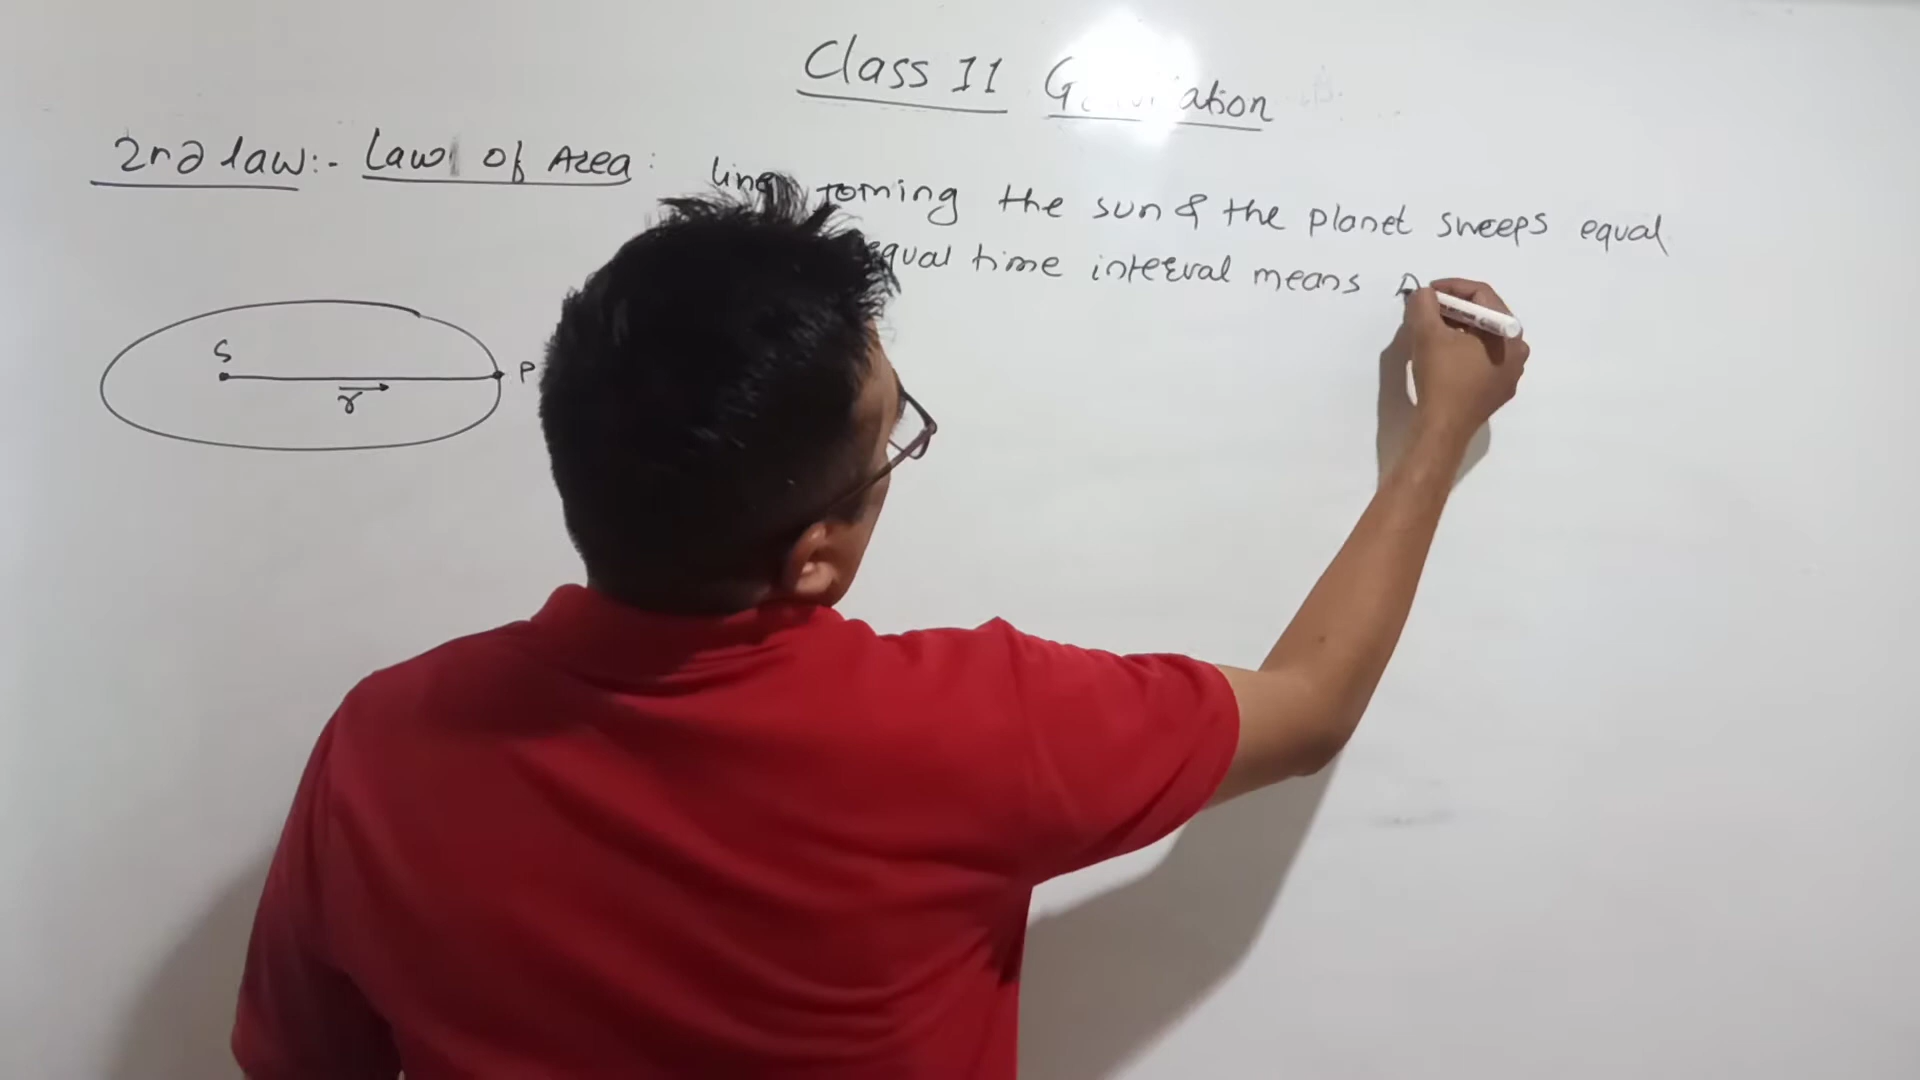 Class 11 Gravitation
2nd law:- Law of Area: line joining the sun & the planet sweeps equal
equal time interval means A
S
P
r